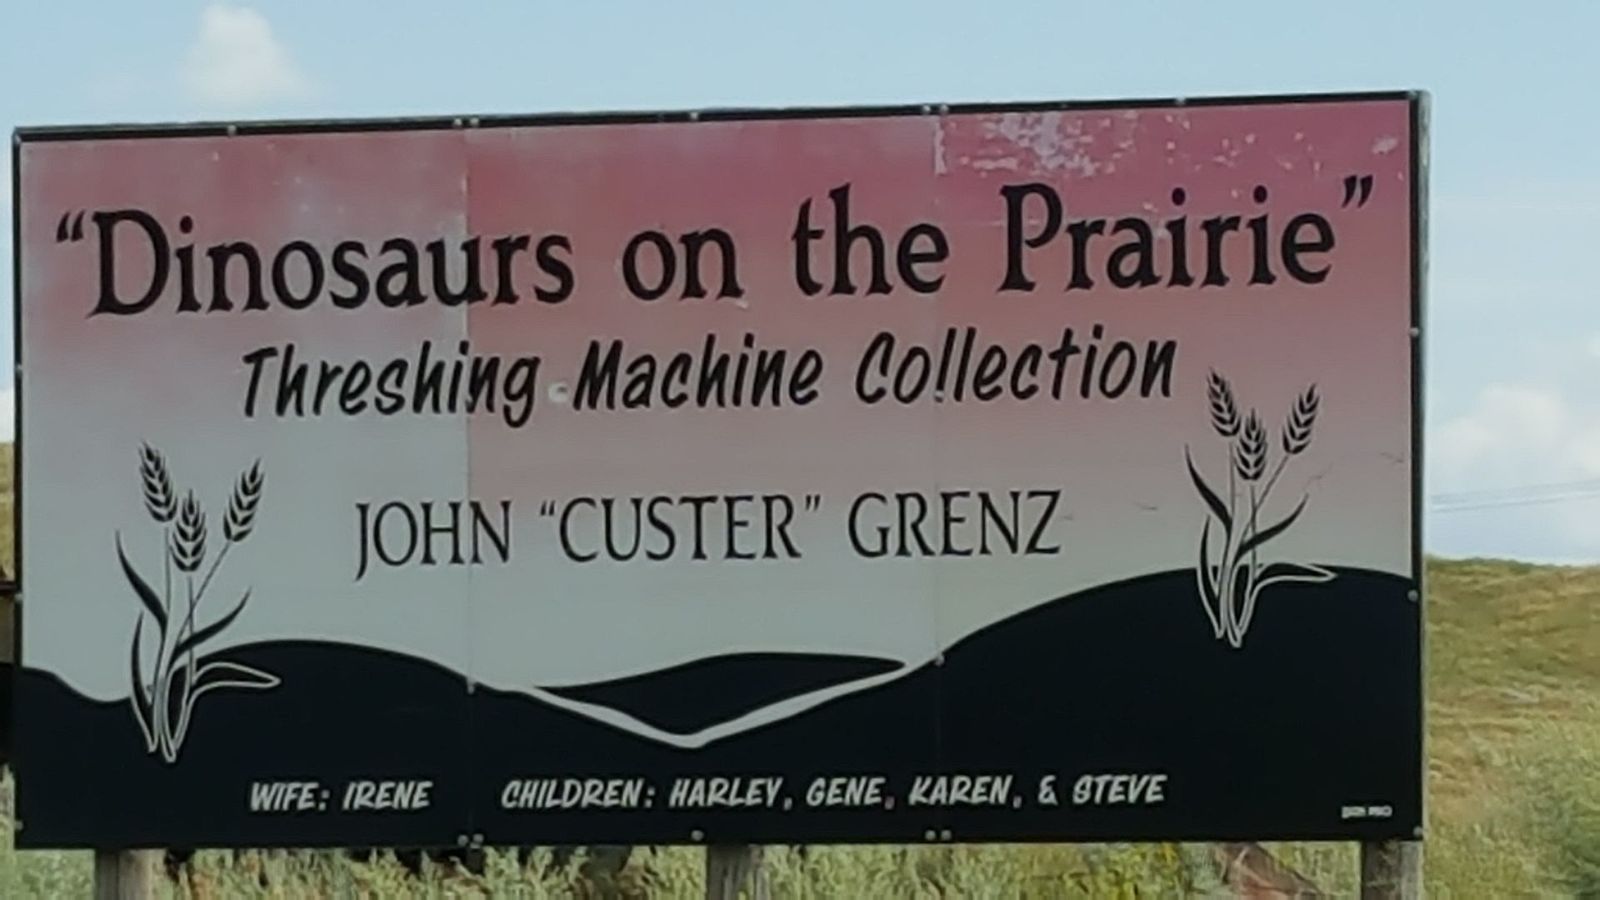 “Dinosaurs on the Prairie”
Threshing Machine Collection
JOHN “CUSTER” GRENZ
WIFE: IRENE CHILDREN: HARLEY, GENE, KAREN, & STEVE